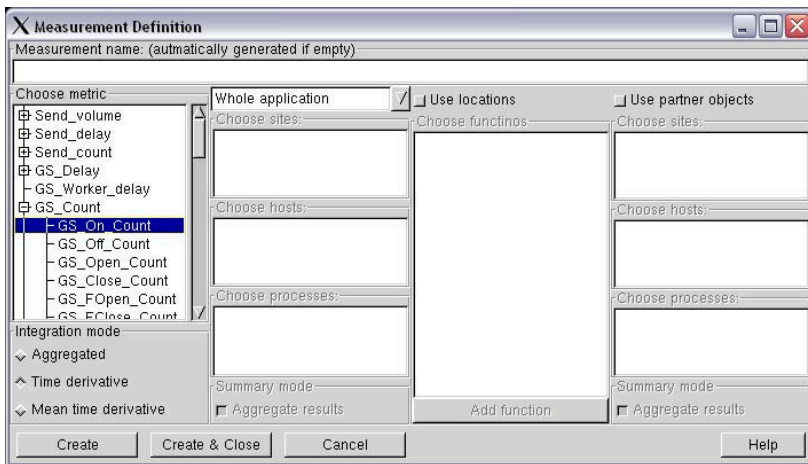 Measurement Definition
Measurement name: (autmatically generated if empty)
Choose metric
Send_volume
Send_delay
Send_count
GS_Delay
GS_Worker_delay
GS_Count
GS_On_Count
GS_Off_Count
GS_Open_Count
GS_Close_Count
GS_FOpen_Count
GS_FClose_Count
Integration mode
Aggregated
Time derivative
Mean time derivative
Whole application
Choose sites:
Choose hosts:
Choose processes:
Summary mode
Aggregate results
Use locations
Choose functinos
Add function
Use partner objects
Choose sites:
Choose hosts:
Choose processes:
Summary mode
Aggregate results
Create
Create & Close
Cancel
Help